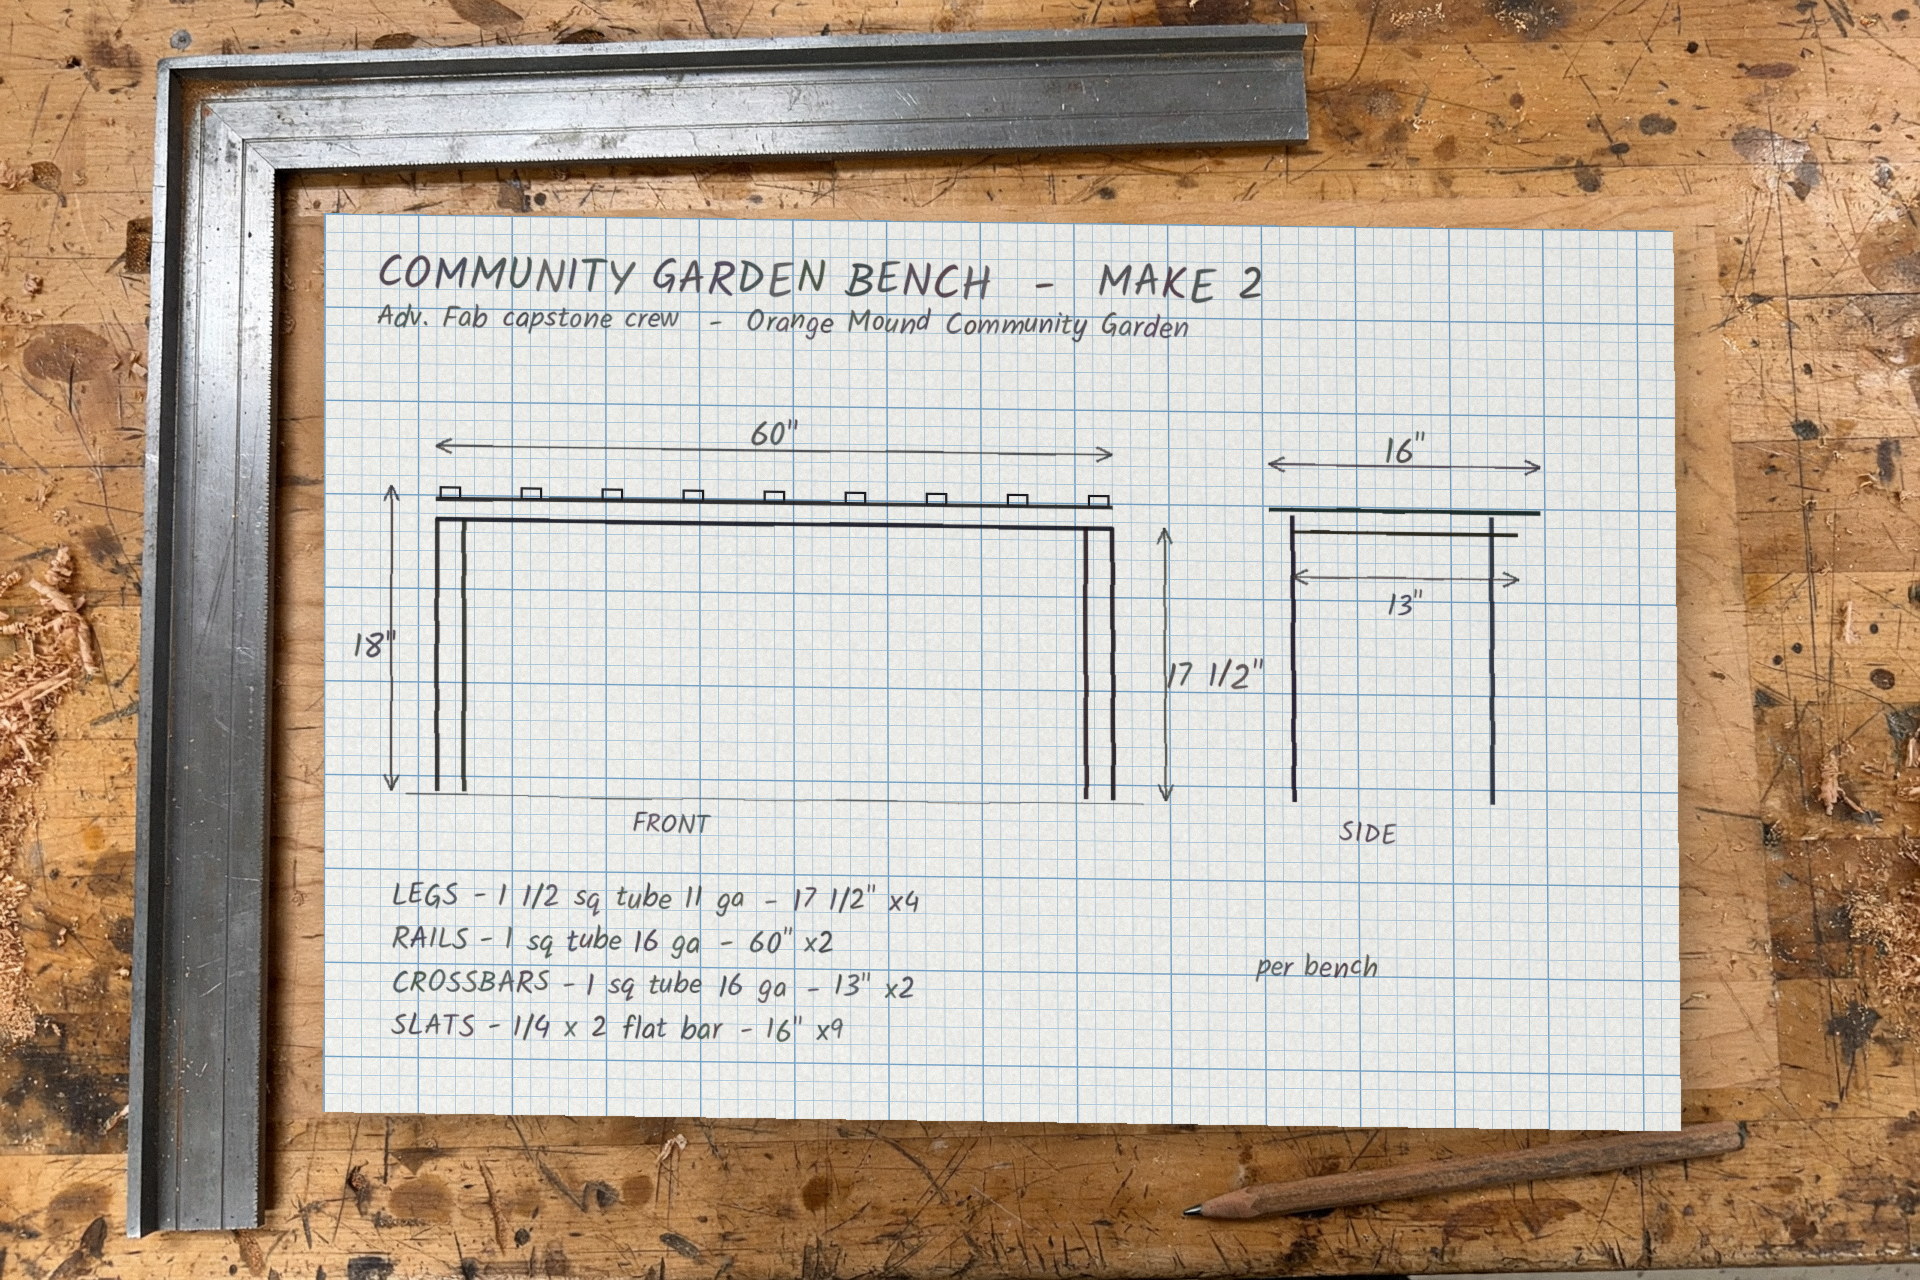 COMMUNITY GARDEN BENCH - MAKE 2
Adv. Fab capstone crew - Orange Mound Community Garden
60"
16"
18"
13"
17 1/2"
FRONT
SIDE
LEGS - 1 1/2 sq tube 11 ga - 17 1/2" x4
RAILS - 1 sq tube 16 ga - 60" x2
CROSSBARS - 1 sq tube 16 ga - 13" x2
SLATS - 1/4 x 2 flat bar - 16" x9
per bench